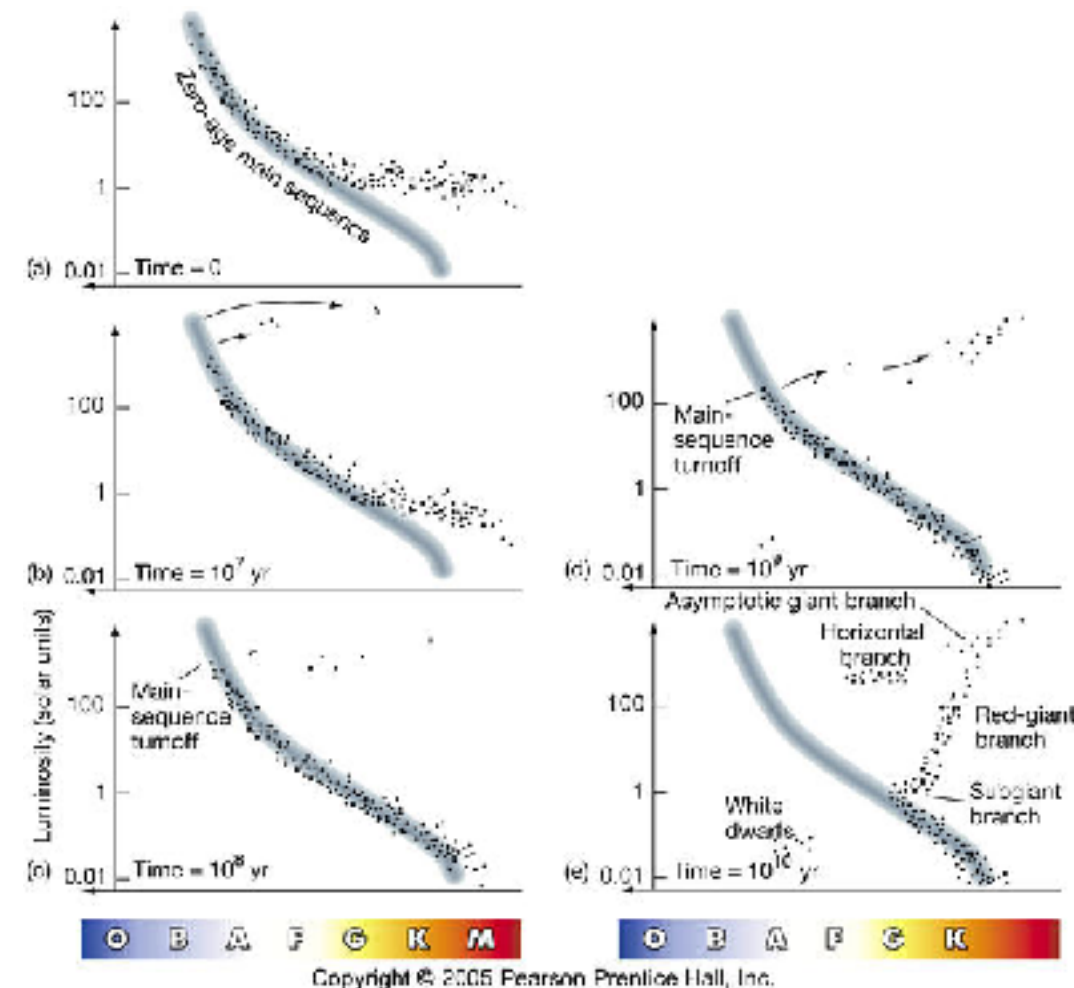 100
Zero-age main sequence
1
(a) 0.01 Time = 0
100
1
(b) 0.01 Time = 10⁷ yr
Luminosity (solar units)
Main-
sequence
turnoff
100
1
(c) 0.01 Time = 10⁸ yr
O B A F G K M
100
Main-
sequence
turnoff
1
(d) 0.01 Time = 10⁹ yr
Asymptotic giant branch
Horizontal
branch
100
Red-giant
branch
1
Subgiant
branch
White
dwarfs
(e) 0.01 Time = 10¹⁰ yr
O B A F G K
Copyright © 2005 Pearson Prentice Hall, Inc.